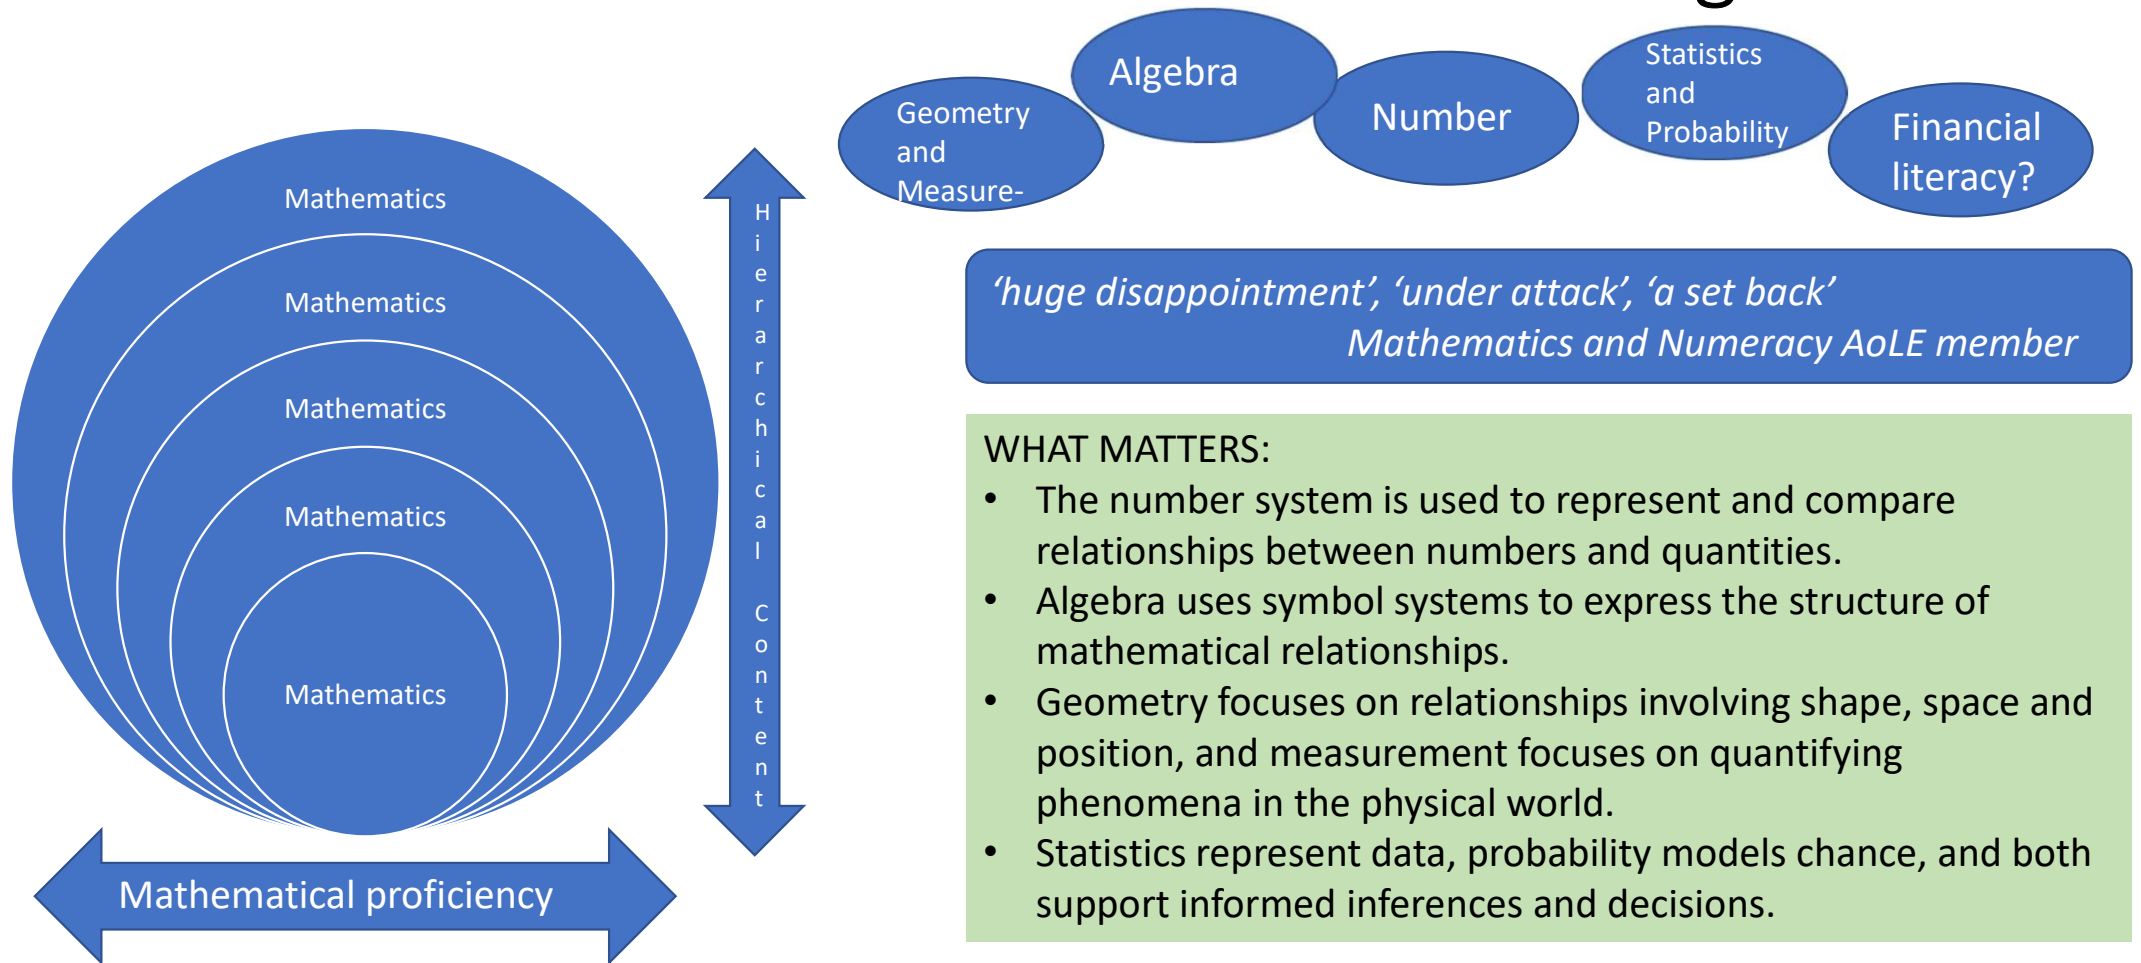 Geometry
and
Measure-
Algebra
Number
Statistics
and
Probability
Financial
literacy?
Mathematics
Mathematics
Mathematics
Mathematics
Mathematics
Hierarchical Content
Mathematical proficiency
‘huge disappointment’, ‘under attack’, ‘a set back’
Mathematics and Numeracy AoLE member
WHAT MATTERS:
• The number system is used to represent and compare
relationships between numbers and quantities.
• Algebra uses symbol systems to express the structure of
mathematical relationships.
• Geometry focuses on relationships involving shape, space and
position, and measurement focuses on quantifying
phenomena in the physical world.
• Statistics represent data, probability models chance, and both
support informed inferences and decisions.